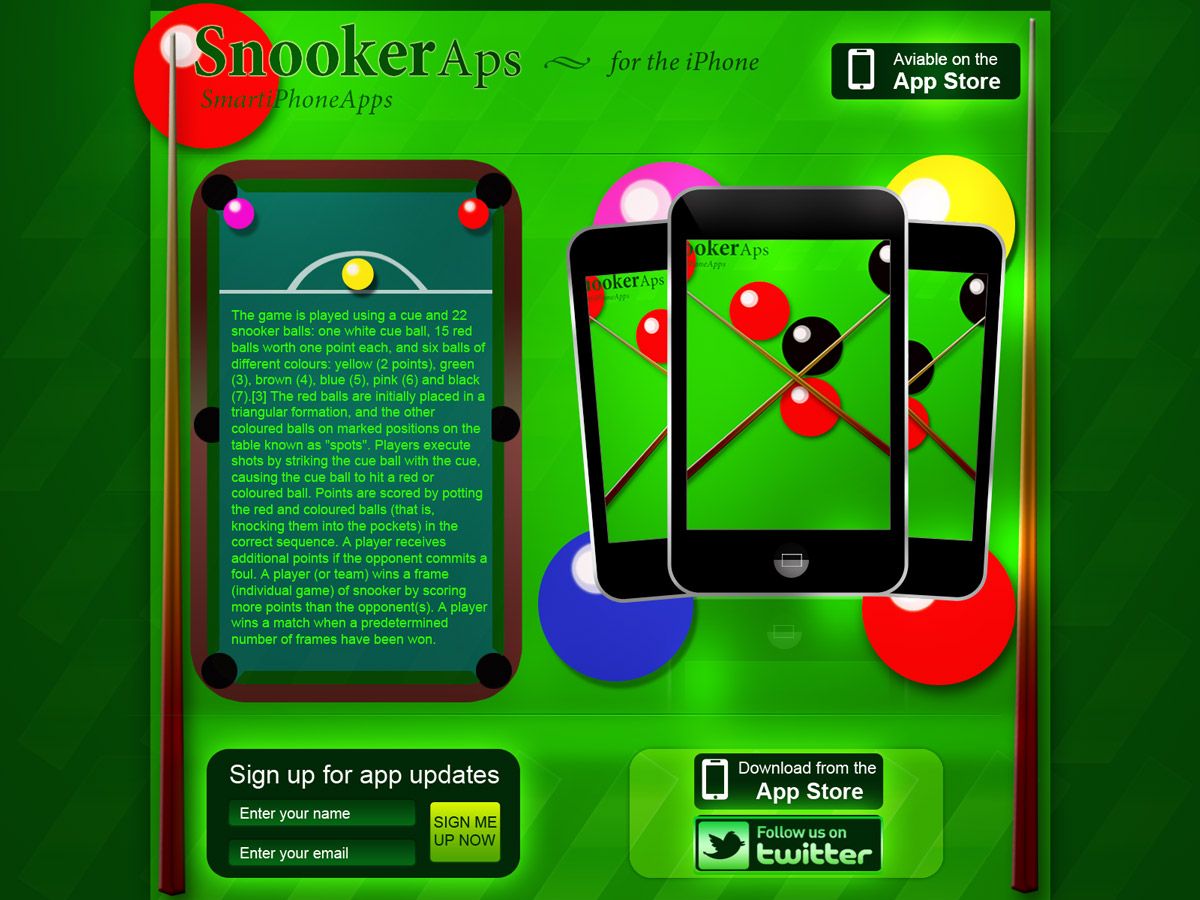 SnookerAps
for the iPhone
SmartiPhoneApps
Aviable on the
App Store
The game is played using a cue and 22
snooker balls: one white cue ball, 15 red
balls worth one point each, and six balls of
different colours: yellow (2 points), green
(3), brown (4), blue (5), pink (6) and black
(7).[3] The red balls are initially placed in a
triangular formation, and the other
coloured balls on marked positions on the
table known as "spots". Players execute
shots by striking the cue ball with the cue,
causing the cue ball to hit a red or
coloured ball. Points are scored by potting
the red and coloured balls (that is,
knocking them into the pockets) in the
correct sequence. A player receives
additional points if the opponent commits a
foul. A player (or team) wins a frame
(individual game) of snooker by scoring
more points than the opponent(s). A player
wins a match when a predetermined
number of frames have been won.
ookerAps
neApps
ookerAps
Sign up for app updates
Enter your name
Enter your email
SIGN ME
UP NOW
Download from the
App Store
Follow us on
twitter